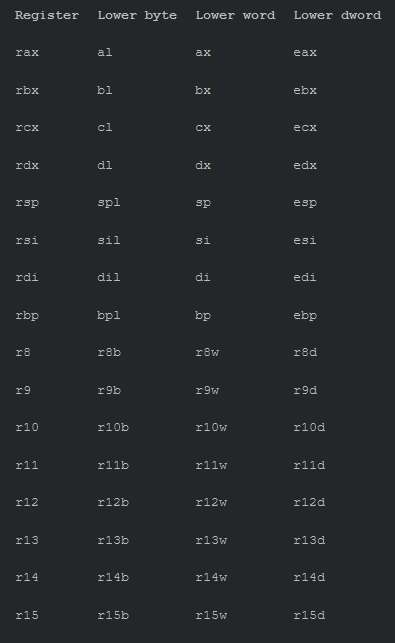 Register Lower byte Lower word Lower dword
rax al ax eax
rbx bl bx ebx
rcx cl cx ecx
rdx dl dx edx
rsp spl sp esp
rsi sil si esi
rdi dil di edi
rbp bpl bp ebp
r8 r8b r8w r8d
r9 r9b r9w r9d
r10 r10b r10w r10d
r11 r11b r11w r11d
r12 r12b r12w r12d
r13 r13b r13w r13d
r14 r14b r14w r14d
r15 r15b r15w r15d